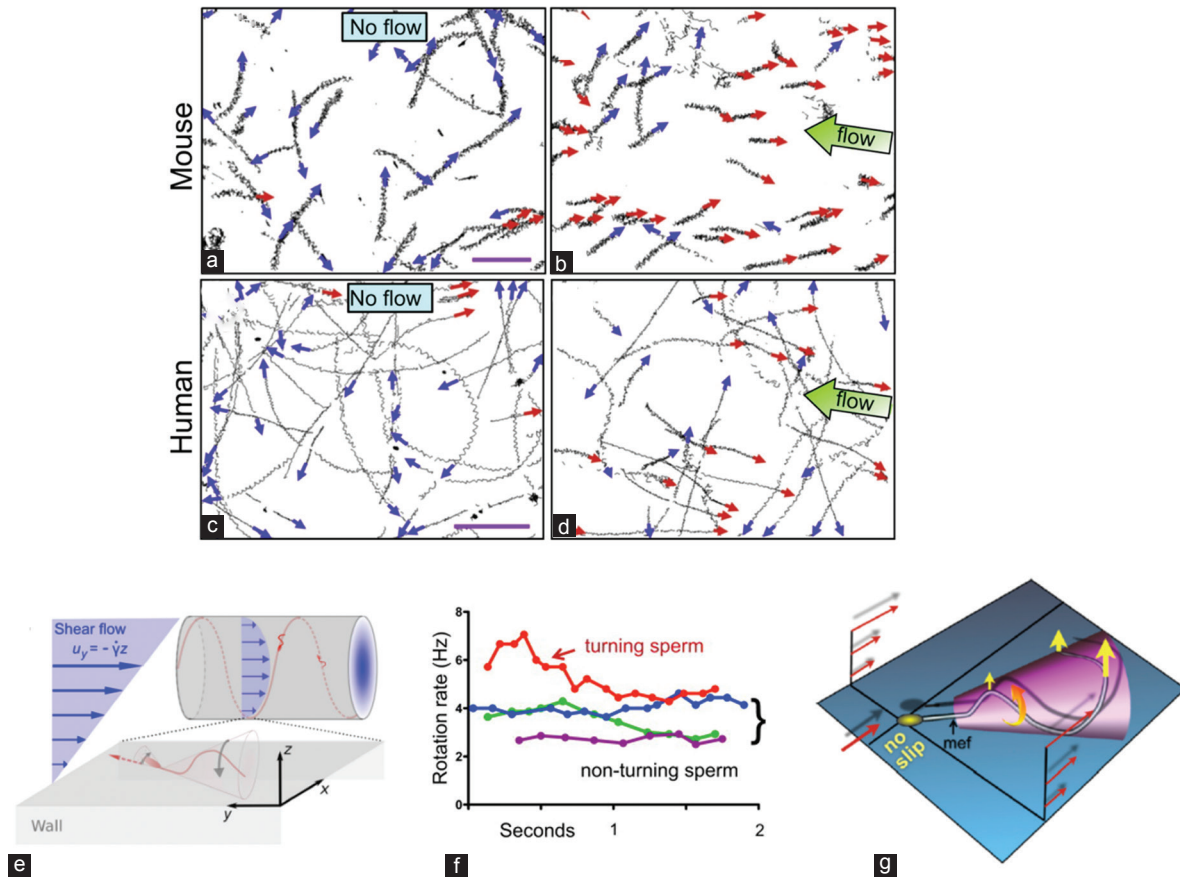 No flow
Mouse
flow
a
b
No flow
Human
flow
c
d
Shear flow
u_y = - γ̇z
z
x
y
Wall
e
Rotation rate (Hz)
8
6
4
2
0
turning sperm
}
non-turning sperm
Seconds
1
2
f
no slip
mef
g